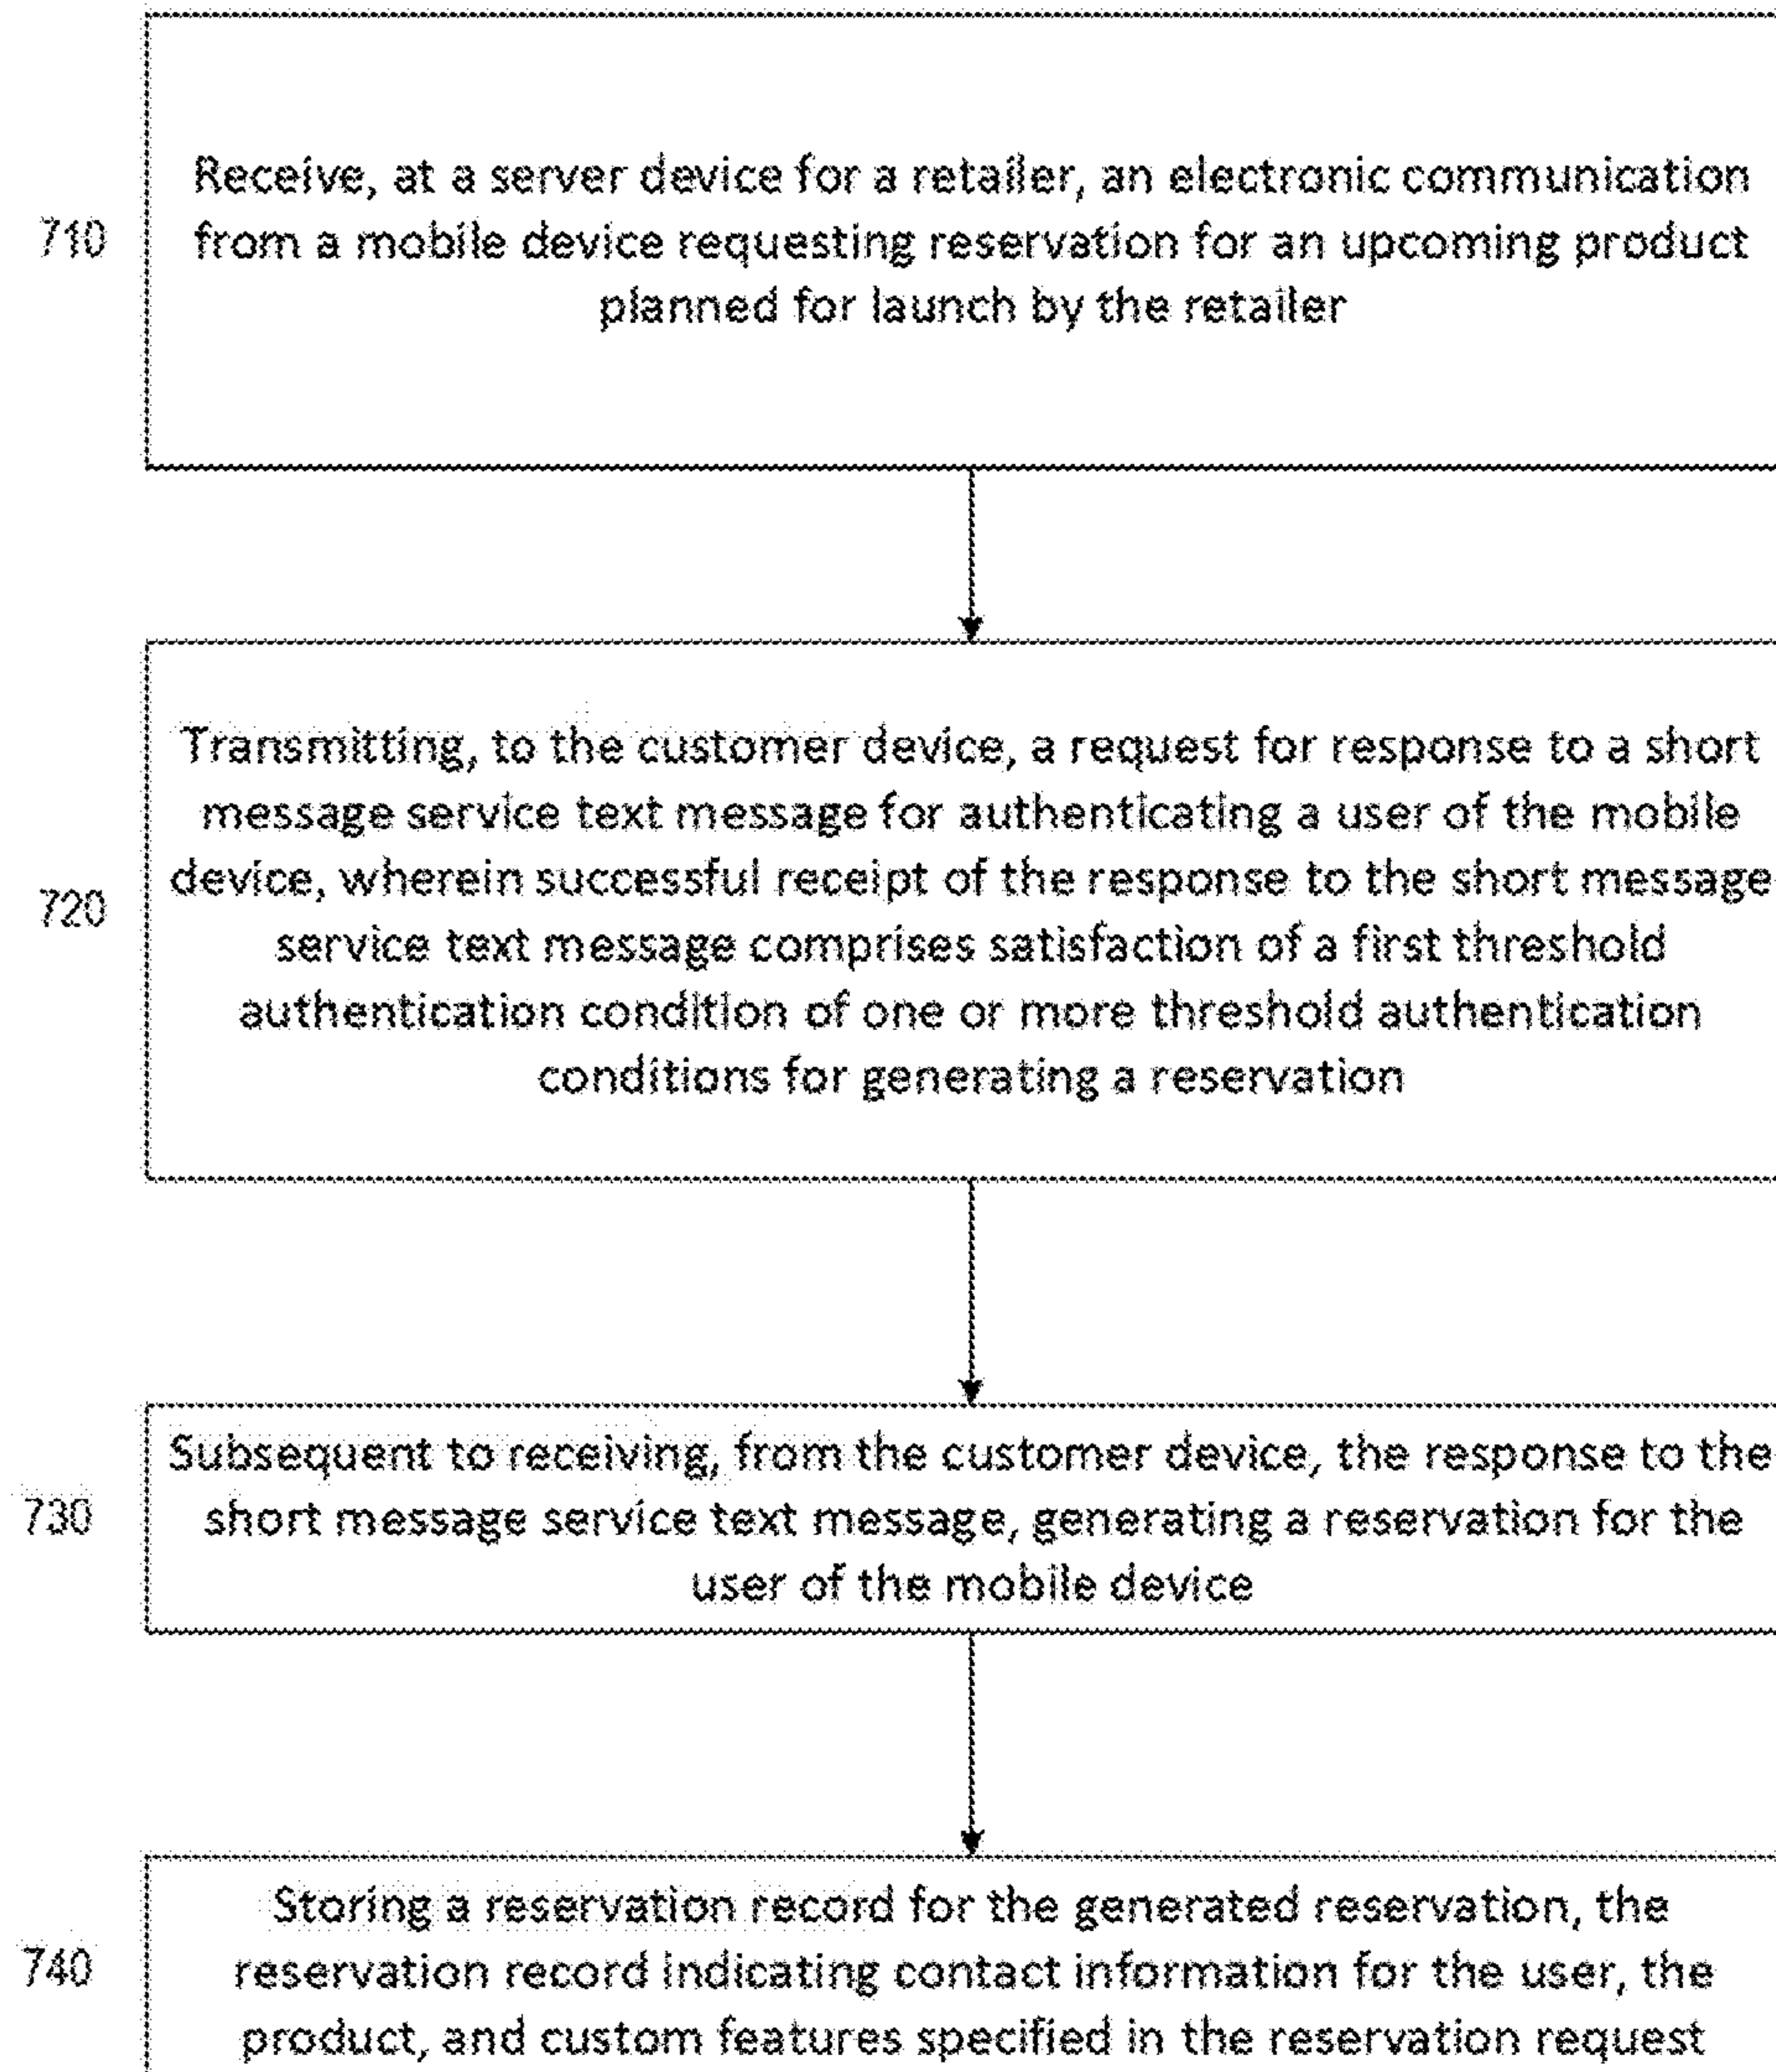 Receive, at a server device for a retailer, an electronic communication
710
from a mobile device requesting reservation for an upcoming product
planned for launch by the retailer
Transmitting, to the customer device, a request for response to a short
message service text message for authenticating a user of the mobile
device, wherein successful receipt of the response to the short message
720
service text message comprises satisfaction of a first threshold
authentication condition of one or more threshold authentication
conditions for generating a reservation
Subsequent to receiving, from the customer device, the response to the
730
short message service text message, generating a reservation for the
user of the mobile device
Storing a reservation record for the generated reservation, the
740
reservation record indicating contact information for the user, the
product, and custom features specified in the reservation request